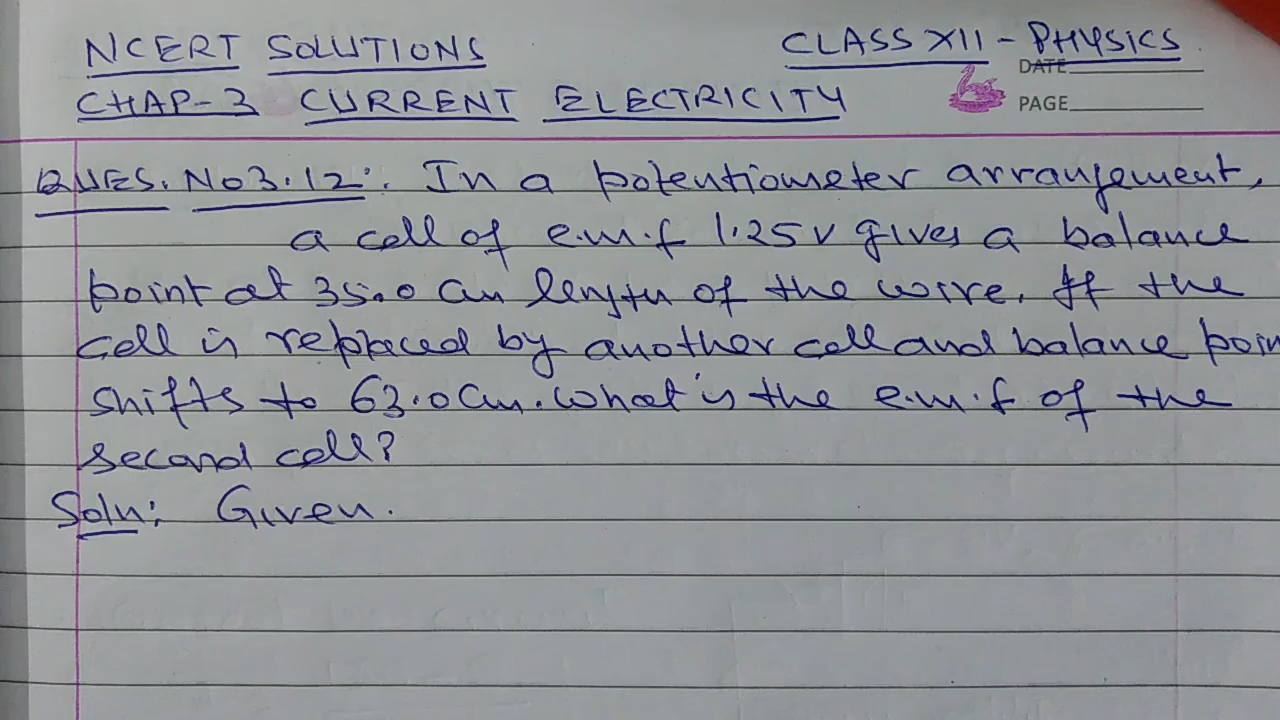 NCERT SOLUTIONS CLASS XII - PHYSICS
DATE
CHAP-3 CURRENT ELECTRICITY
PAGE
QUES. No 3.12: In a potentiometer arrangement,
a cell of e.m.f 1.25V gives a balance
point at 35.0 cm length of the wire. If the
cell is replaced by another cell and balance poin
shifts to 63.0 cm. What is the e.m.f of the
second cell?
Soln: Given.